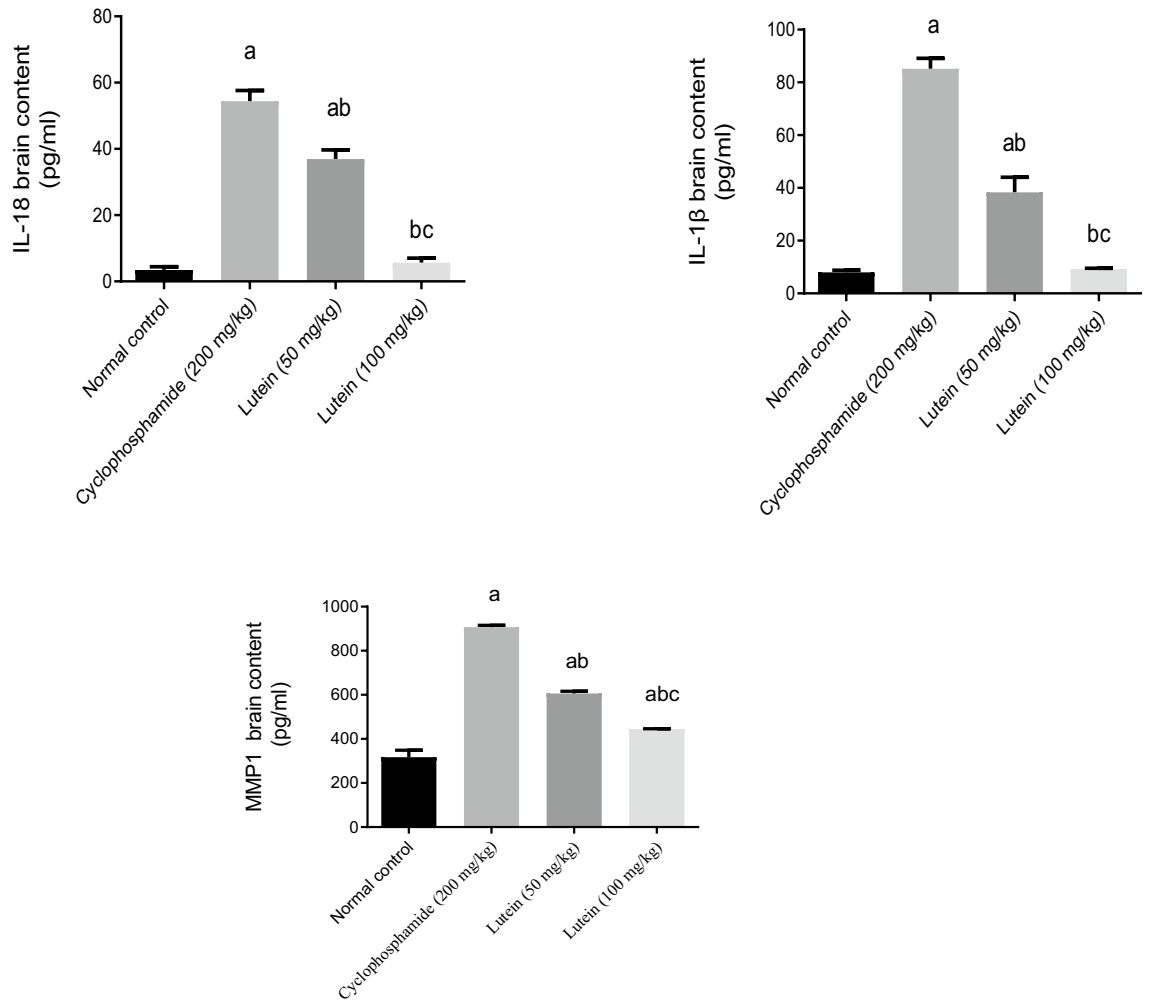 IL-18 brain content
(pg/ml)
80
60
40
20
0
a
ab
bc
Normal control
Cyclophosphamide (200 mg/kg)
Lutein (50 mg/kg)
Lutein (100 mg/kg)
IL-1β brain content
(pg/ml)
100
80
60
40
20
0
a
ab
bc
Normal control
Cyclophosphamide (200 mg/kg)
Lutein (50 mg/kg)
Lutein (100 mg/kg)
MMP1 brain content
(pg/ml)
1000
800
600
400
200
0
a
ab
abc
Normal control
Cyclophosphamide (200 mg/kg)
Lutein (50 mg/kg)
Lutein (100 mg/kg)